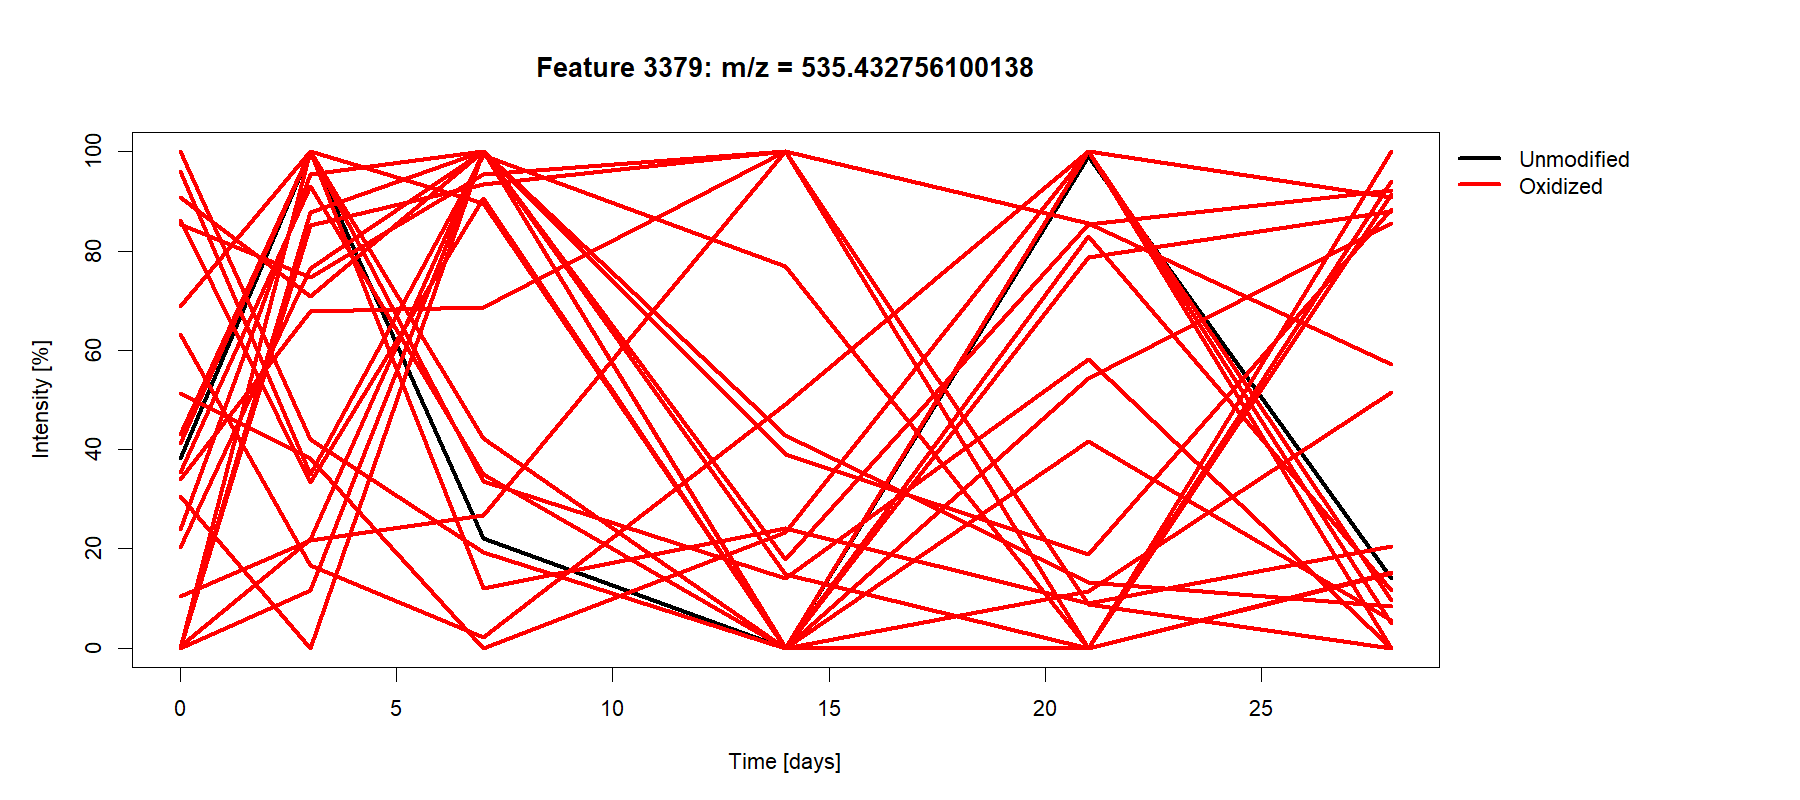 Feature 3379: m/z = 535.432756100138
Unmodified
Oxidized
Intensity [%]
100
80
60
40
20
0
0 5 10 15 20 25
Time [days]